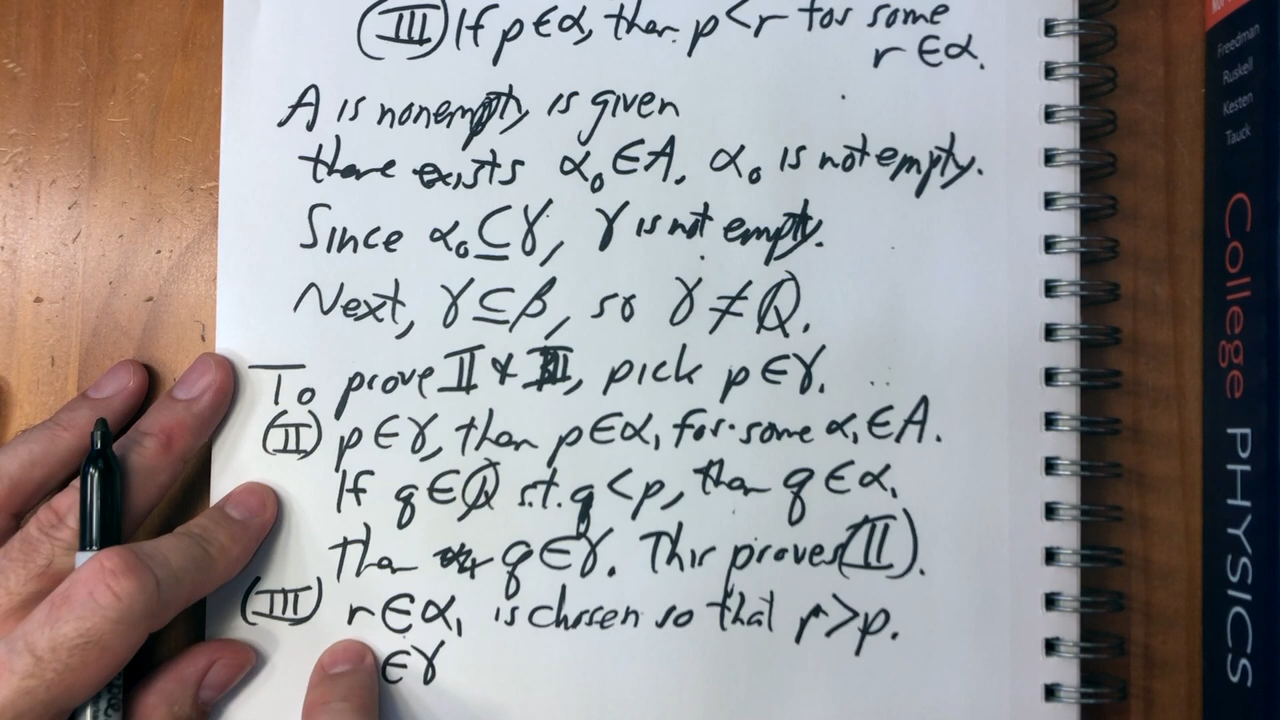 (III) If p∈α, then p<r for some
r∈α.
A is nonempty is given
there exists α₀∈A. α₀ is not empty.
Since α₀⊆γ, γ is not empty.
Next, γ⊆β, so γ≠ℚ.
To prove II & III, pick p∈γ.
(II) p∈γ, then p∈α₁ for some α₁∈A.
If q∈ℚ s.t. q<p, then q∈α₁
then q∈γ. This proves (II).
(III) r∈α₁ is chosen so that r>p.
∈γ
Freedman
Ruskell
Kesten
Tauck
College PHYSICS